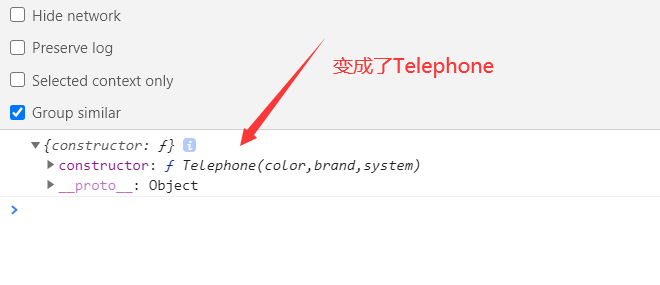 Hide network
Preserve log
变成了Telephone
Selected context only
Group similar
{constructor: ƒ} i
constructor: ƒ Telephone(color,brand,system)
__proto__: Object